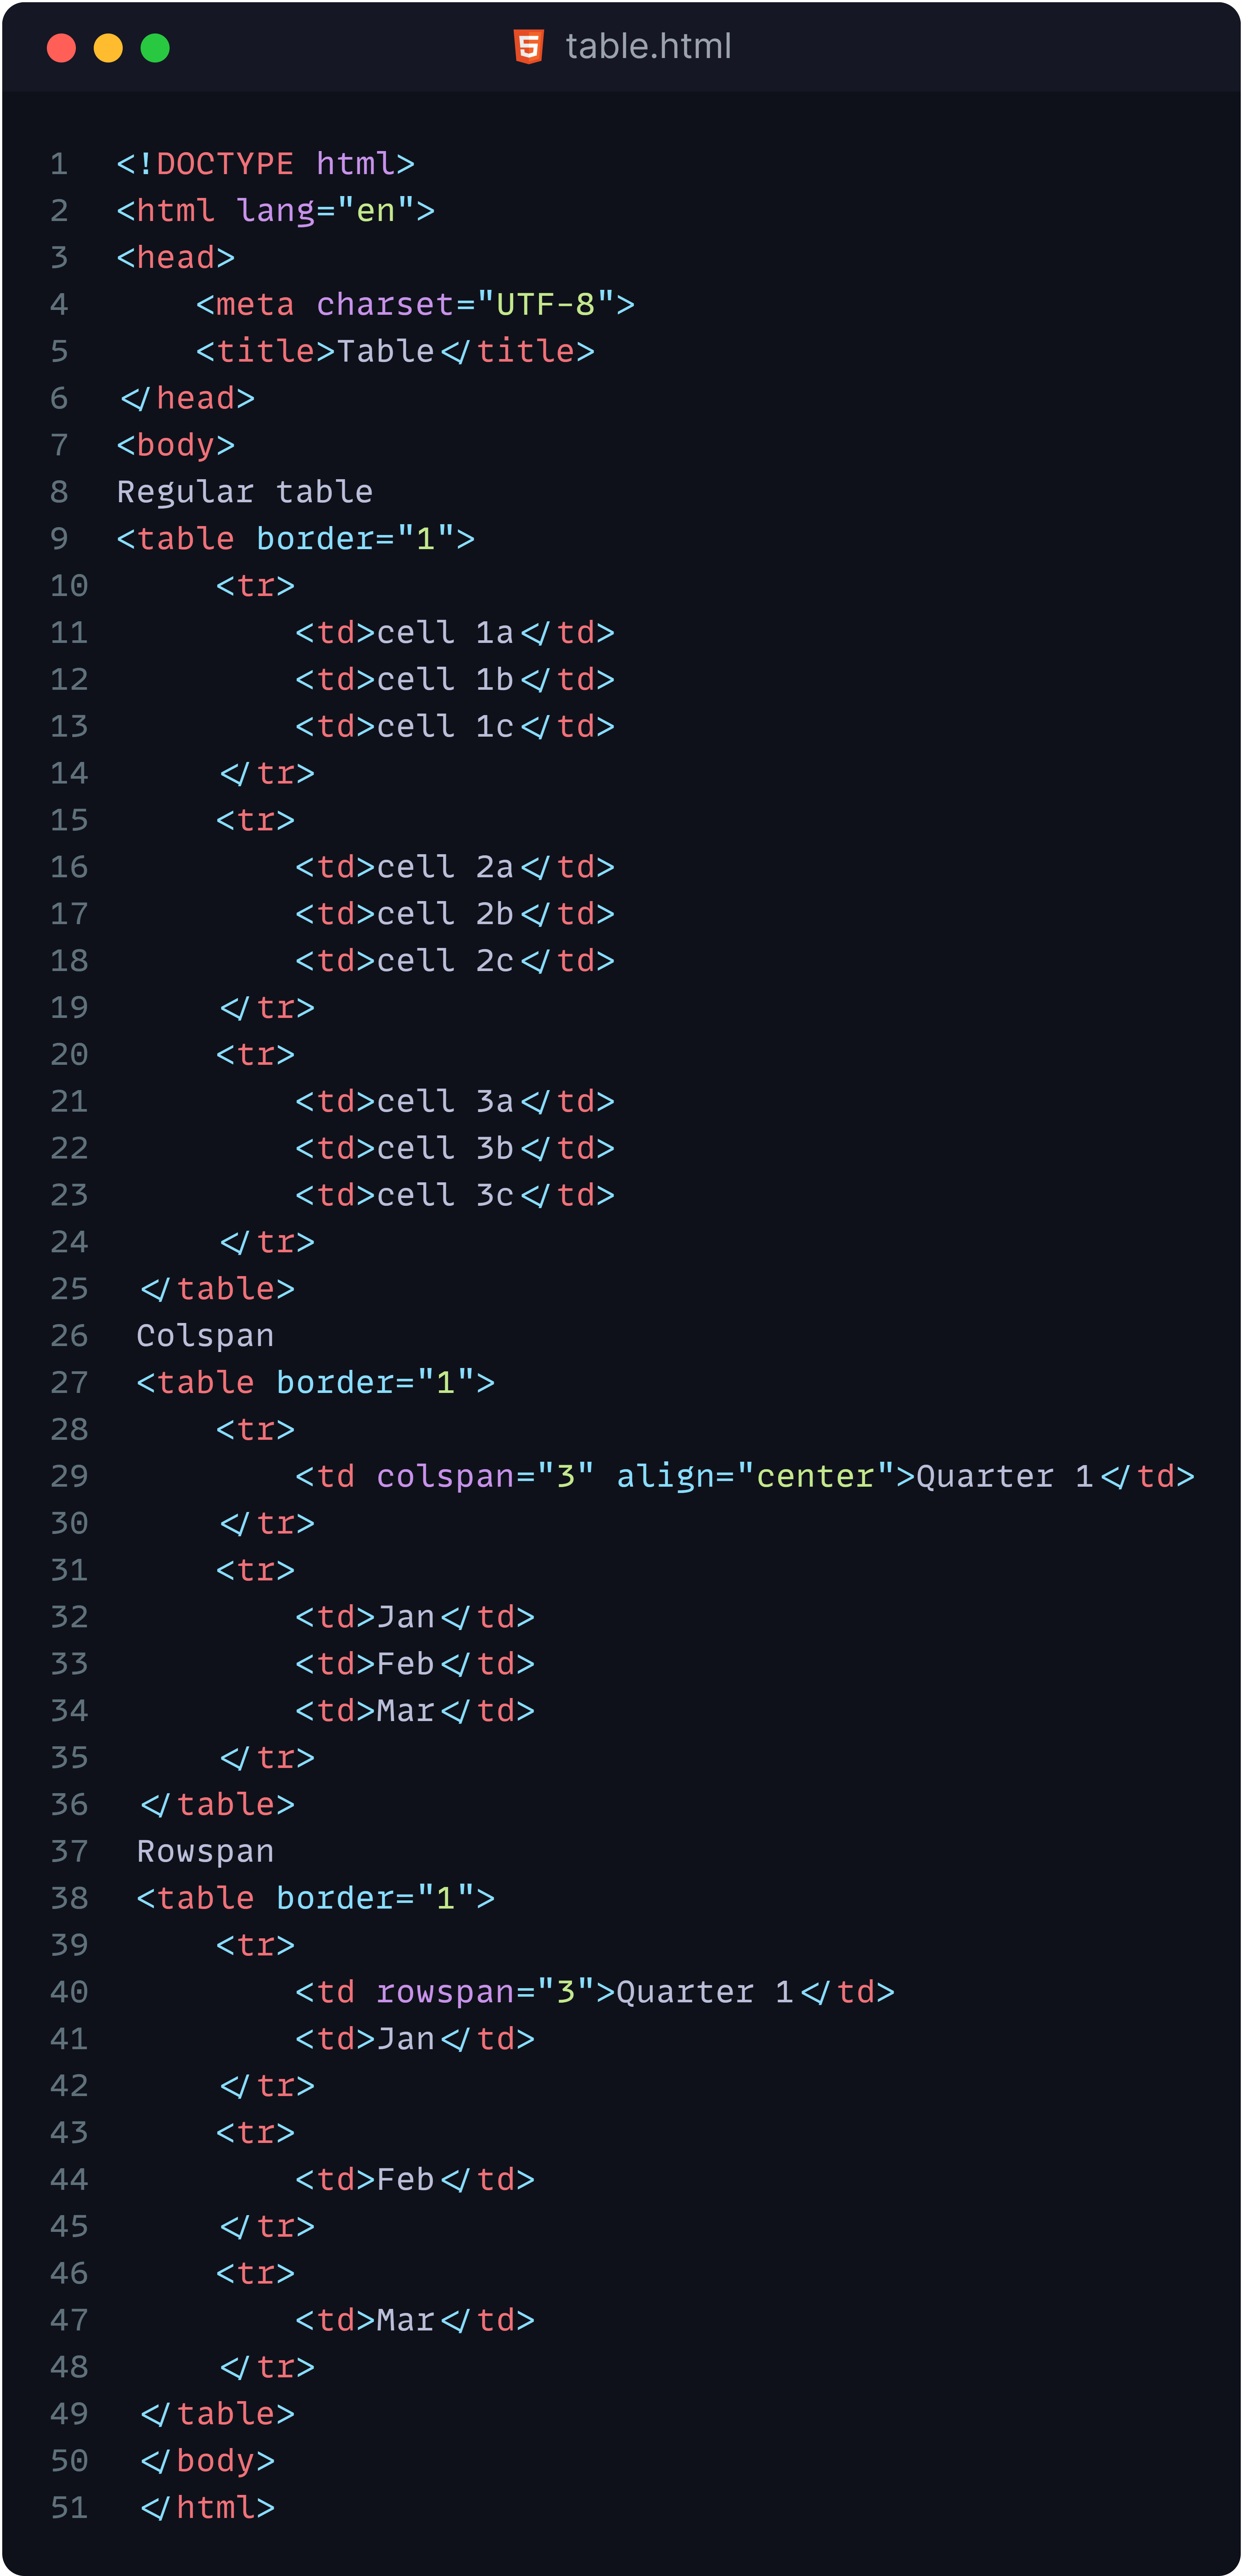 table.html
1 <!DOCTYPE html>
2 <html lang="en">
3 <head>
4     <meta charset="UTF-8">
5     <title>Table</title>
6 </head>
7 <body>
8 Regular table
9 <table border="1">
10     <tr>
11         <td>cell 1a</td>
12         <td>cell 1b</td>
13         <td>cell 1c</td>
14     </tr>
15     <tr>
16         <td>cell 2a</td>
17         <td>cell 2b</td>
18         <td>cell 2c</td>
19     </tr>
20     <tr>
21         <td>cell 3a</td>
22         <td>cell 3b</td>
23         <td>cell 3c</td>
24     </tr>
25 </table>
26 Colspan
27 <table border="1">
28     <tr>
29         <td colspan="3" align="center">Quarter 1</td>
30     </tr>
31     <tr>
32         <td>Jan</td>
33         <td>Feb</td>
34         <td>Mar</td>
35     </tr>
36 </table>
37 Rowspan
38 <table border="1">
39     <tr>
40         <td rowspan="3">Quarter 1</td>
41         <td>Jan</td>
42     </tr>
43     <tr>
44         <td>Feb</td>
45     </tr>
46     <tr>
47         <td>Mar</td>
48     </tr>
49 </table>
50 </body>
51 </html>